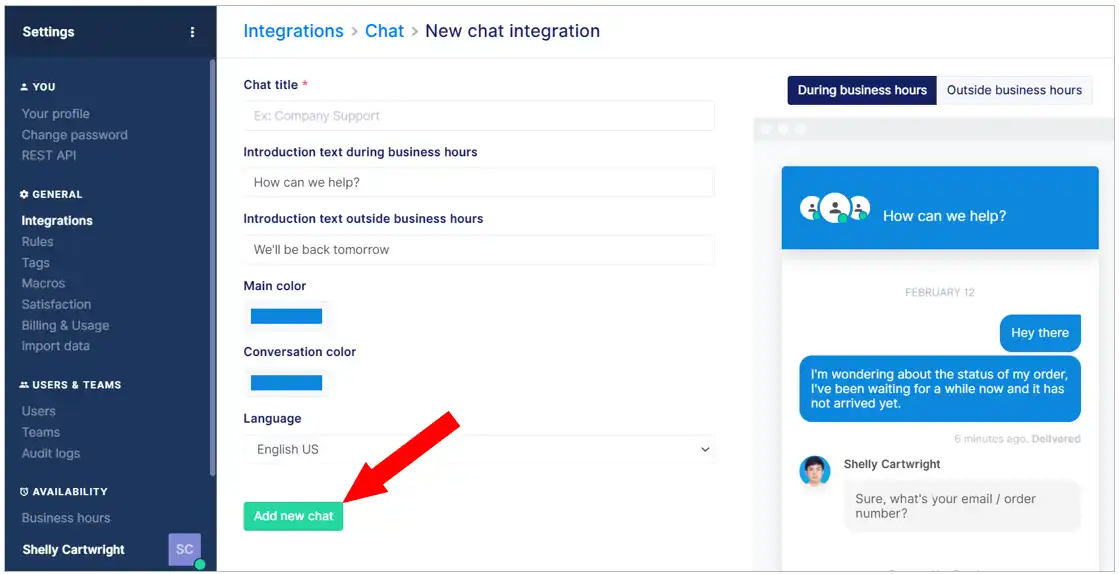 Settings
YOU
Your profile
Change password
REST API
GENERAL
Integrations
Rules
Tags
Macros
Satisfaction
Billing & Usage
Import data
USERS & TEAMS
Users
Teams
Audit logs
AVAILABILITY
Business hours
Shelly Cartwright
SC
Integrations > Chat > New chat integration
Chat title *
Ex: Company Support
Introduction text during business hours
How can we help?
Introduction text outside business hours
We'll be back tomorrow
Main color
Conversation color
Language
English US
Add new chat
During business hours
Outside business hours
How can we help?
FEBRUARY 12
Hey there
I'm wondering about the status of my order,
I've been waiting for a while now and it has
not arrived yet.
6 minutes ago. Delivered
Shelly Cartwright
Sure, what's your email / order
number?